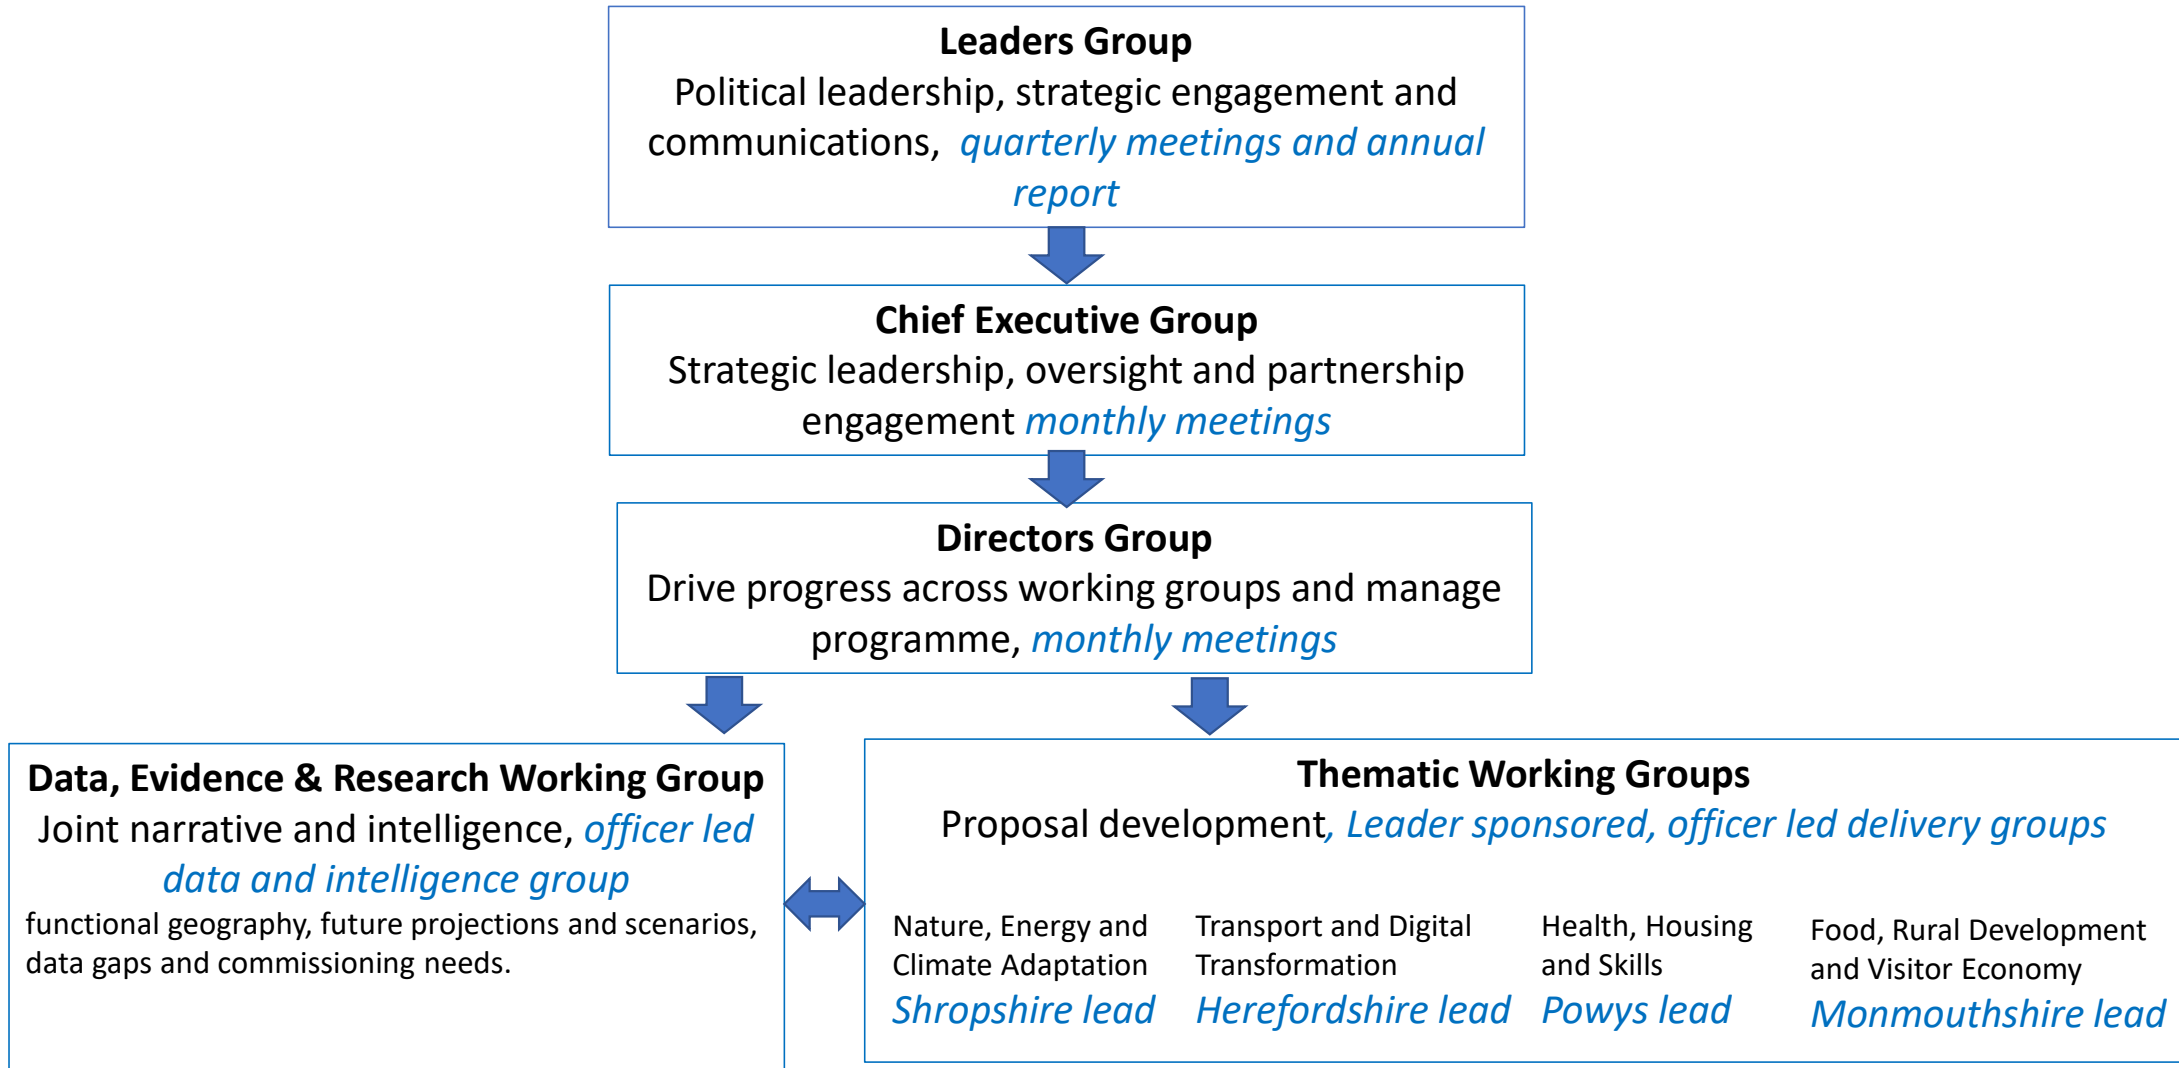 Leaders Group
Political leadership, strategic engagement and
communications, quarterly meetings and annual
report
Chief Executive Group
Strategic leadership, oversight and partnership
engagement monthly meetings
Directors Group
Drive progress across working groups and manage
programme, monthly meetings
Data, Evidence & Research Working Group
Joint narrative and intelligence, officer led
data and intelligence group
functional geography, future projections and scenarios,
data gaps and commissioning needs.
Thematic Working Groups
Proposal development, Leader sponsored, officer led delivery groups
Nature, Energy and
Climate Adaptation
Shropshire lead
Transport and Digital
Transformation
Herefordshire lead
Health, Housing
and Skills
Powys lead
Food, Rural Development
and Visitor Economy
Monmouthshire lead